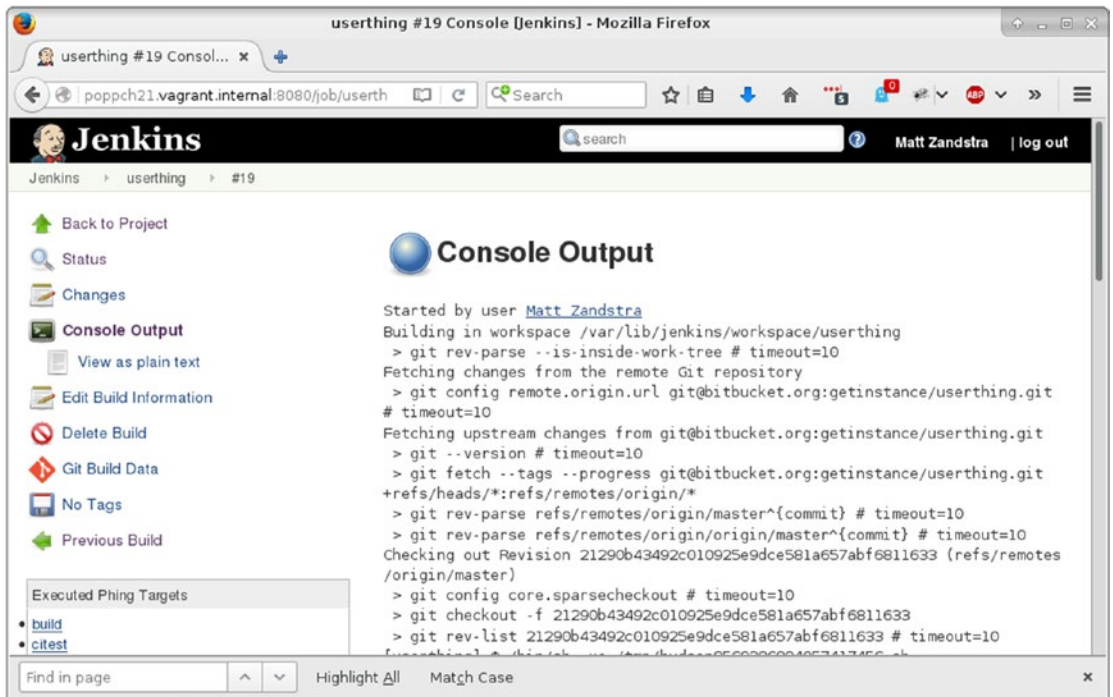 userthing #19 Console [Jenkins] - Mozilla Firefox
userthing #19 Consol...
poppch21.vagrant.internal:8080/job/userth
Search
0
ABP
Jenkins
search
Matt Zandstra
| log out
Jenkins
userthing
#19
Back to Project
Status
Changes
Console Output
View as plain text
Edit Build Information
Delete Build
Git Build Data
No Tags
Previous Build
Executed Phing Targets
build
citest
Console Output
Started by user Matt Zandstra
Building in workspace /var/lib/jenkins/workspace/userthing
> git rev-parse --is-inside-work-tree # timeout=10
Fetching changes from the remote Git repository
> git config remote.origin.url git@bitbucket.org:getinstance/userthing.git
# timeout=10
Fetching upstream changes from git@bitbucket.org:getinstance/userthing.git
> git --version # timeout=10
> git fetch --tags --progress git@bitbucket.org:getinstance/userthing.git
+refs/heads/*:refs/remotes/origin/*
> git rev-parse refs/remotes/origin/master^{commit} # timeout=10
> git rev-parse refs/remotes/origin/origin/master^{commit} # timeout=10
Checking out Revision 21290b43492c010925e9dce581a657abf6811633 (refs/remotes
/origin/master)
> git config core.sparsecheckout # timeout=10
> git checkout -f 21290b43492c010925e9dce581a657abf6811633
> git rev-list 21290b43492c010925e9dce581a657abf6811633 # timeout=10
Find in page
Highlight All
Match Case